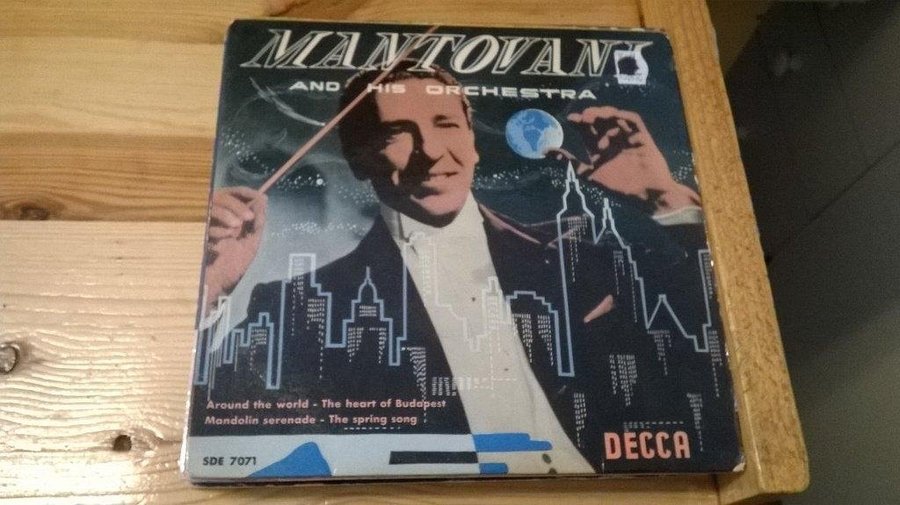 MANTOVANI
AND HIS ORCHESTRA
Around the world - The heart of Budapest
Mandolin serenade - The spring song
SDE 7071
DECCA